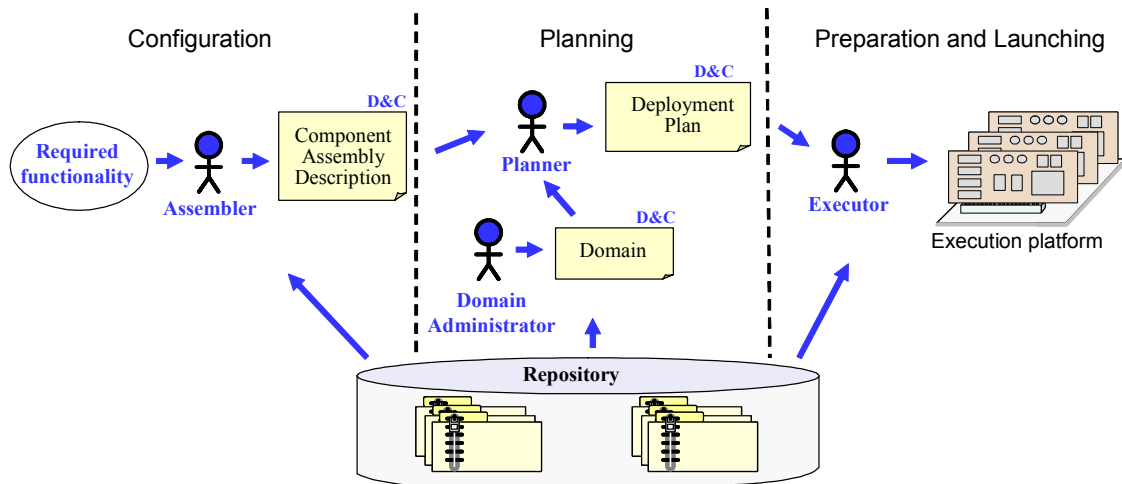 Configuration
Planning
Preparation and Launching
D&C
Component
Assembly
Description
Required
functionality
Assembler
D&C
Deployment
Plan
Planner
Executor
Execution platform
D&C
Domain
Domain
Administrator
Repository